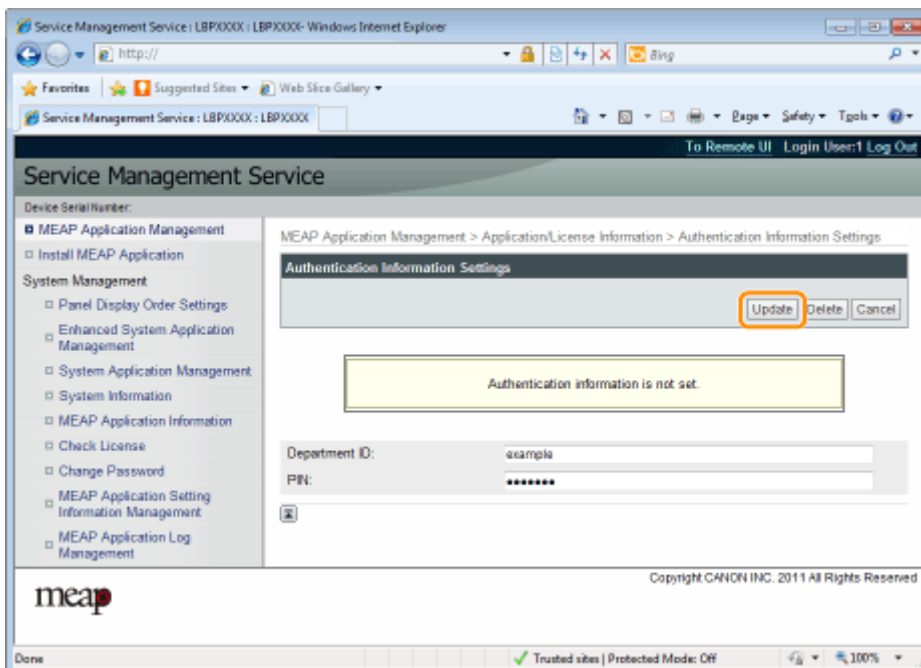 Service Management Service : LBPXXXX : LBPXXXX- Windows Internet Explorer
http://
Bing
Favorites
Suggested Sites
Web Slice Gallery
Service Management Service : LBPXXXX : LBPXXXX
Page
Safety
Tools
To Remote UI Login User:1 Log Out
Service Management Service
Device Serial Number:
MEAP Application Management
Install MEAP Application
System Management
Panel Display Order Settings
Enhanced System Application
Management
System Application Management
System Information
MEAP Application Information
Check License
Change Password
MEAP Application Setting
Information Management
MEAP Application Log
Management
MEAP Application Management > Application/License Information > Authentication Information Settings
Authentication Information Settings
Update Delete Cancel
Authentication information is not set.
Department ID: example
PIN: •••••••
Copyright CANON INC. 2011 All Rights Reserved
meap
Done
Trusted sites | Protected Mode: Off
100%